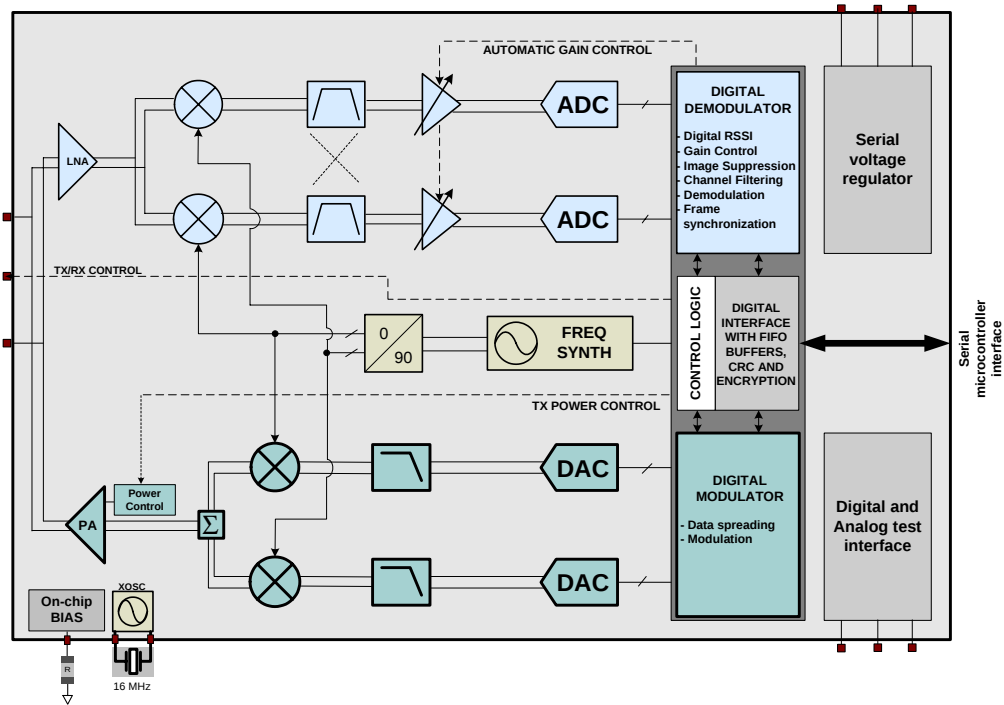 AUTOMATIC GAIN CONTROL
LNA
ADC
ADC
DIGITAL
DEMODULATOR
- Digital RSSI
- Gain Control
- Image Suppression
- Channel Filtering
- Demodulation
- Frame
synchronization
Serial
voltage
regulator
TX/RX CONTROL
0
90
FREQ
SYNTH
CONTROL LOGIC
DIGITAL
INTERFACE
WITH FIFO
BUFFERS,
CRC AND
ENCRYPTION
Serial
microcontroller
interface
TX POWER CONTROL
Power
Control
PA
Σ
DAC
DAC
DIGITAL
MODULATOR
- Data spreading
- Modulation
Digital and
Analog test
interface
On-chip
BIAS
XOSC
R
16 MHz